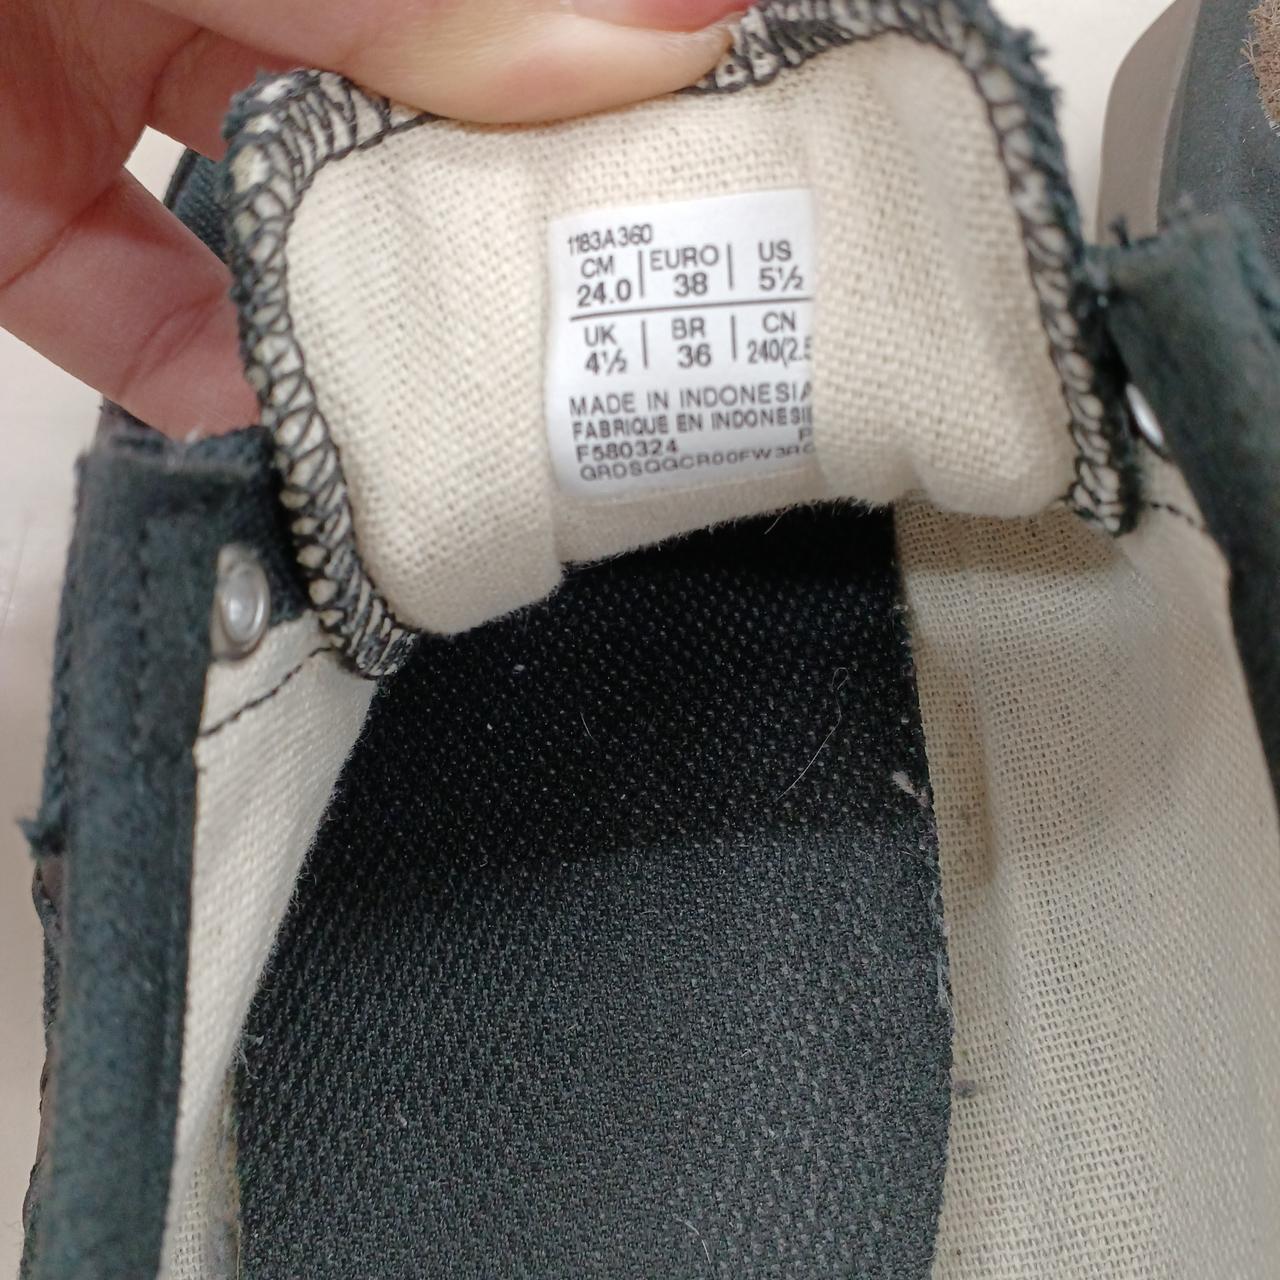 1183A360
CM | EURO | US
24.0 | 38 | 5½
UK | BR | CN
4½ | 36 | 240(2.5
MADE IN INDONESIA
FABRIQUE EN INDONESIE
F580324 P